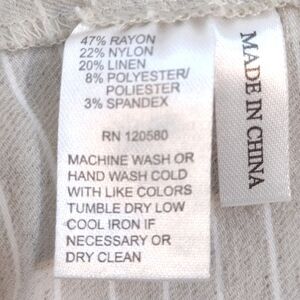 47% RAYON
22% NYLON
20% LINEN
8% POLYESTER/
POLIESTER
3% SPANDEX
RN 120580
MACHINE WASH OR
HAND WASH COLD
WITH LIKE COLORS
TUMBLE DRY LOW
COOL IRON IF
NECESSARY OR
DRY CLEAN
MADE IN CHINA